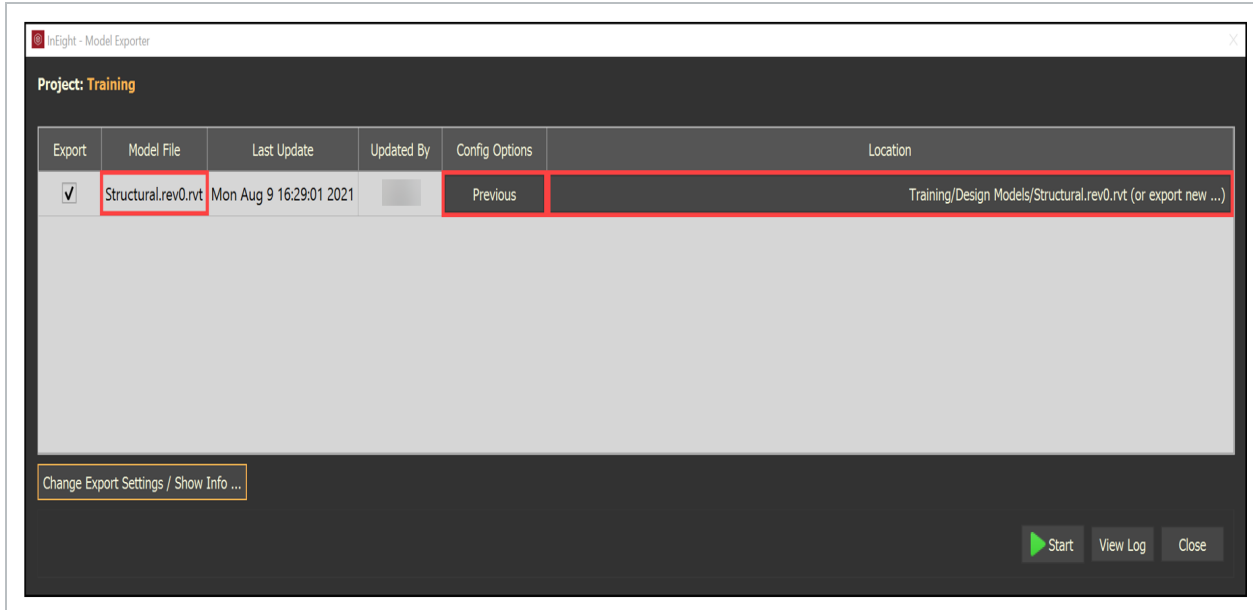 InEight - Model Exporter
X
Project: Training
Export Model File Last Update Updated By Config Options Location
Structural.rev0.rvt Mon Aug 9 16:29:01 2021 Previous Training/Design Models/Structural.rev0.rvt (or export new ...)
Change Export Settings / Show Info ...
Start View Log Close